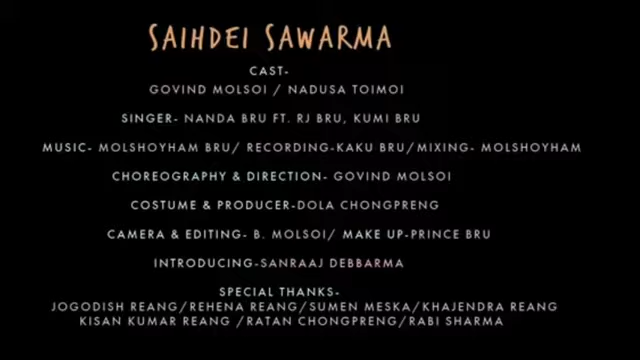 SAIHDEI SAWARMA
CAST-
GOVIND MOLSOI / NADUSA TOIMOI
SINGER- NANDA BRU FT. RJ BRU, KUMI BRU
MUSIC- MOLSHOYHAM BRU/ RECORDING-KAKU BRU/MIXING- MOLSHOYHAM
CHOREOGRAPHY & DIRECTION- GOVIND MOLSOI
COSTUME & PRODUCER-DOLA CHONGPRENG
CAMERA & EDITING- B. MOLSOI/ MAKE UP-PRINCE BRU
INTRODUCING-SANRAAJ DEBBARMA
SPECIAL THANKS-
JOGODISH REANG/REHENA REANG/SUMEN MESKA/KHAJENDRA REANG
KISAN KUMAR REANG /RATAN CHONGPRENG/RABI SHARMA